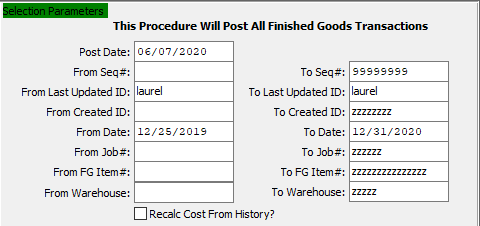 Selection Parameters
This Procedure Will Post All Finished Goods Transactions
Post Date: 06/07/2020
From Seq#: To Seq#: 99999999
From Last Updated ID: laurel To Last Updated ID: laurel
From Created ID: To Created ID: zzzzzzzz
From Date: 12/25/2019 To Date: 12/31/2020
From Job#: To Job#: zzzzzz
From FG Item#: To FG Item#: zzzzzzzzzzzzzzz
From Warehouse: To Warehouse: zzzzz
Recalc Cost From History?